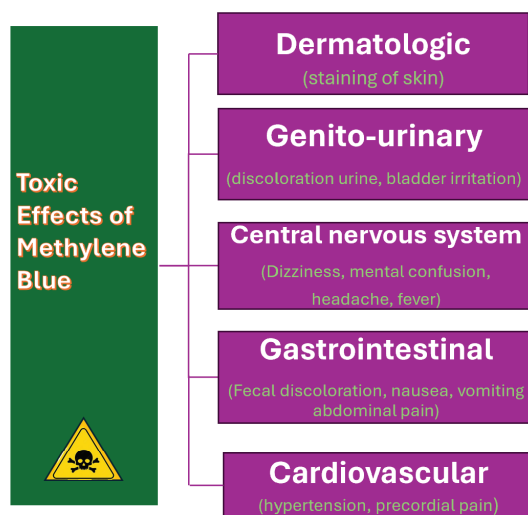 Toxic
Effects of
Methylene
Blue
Dermatologic
(staining of skin)
Genito-urinary
(discoloration urine, bladder irritation)
Central nervous system
(Dizziness, mental confusion,
headache, fever)
Gastrointestinal
(Fecal discoloration, nausea, vomiting
abdominal pain)
Cardiovascular
(hypertension, precordial pain)